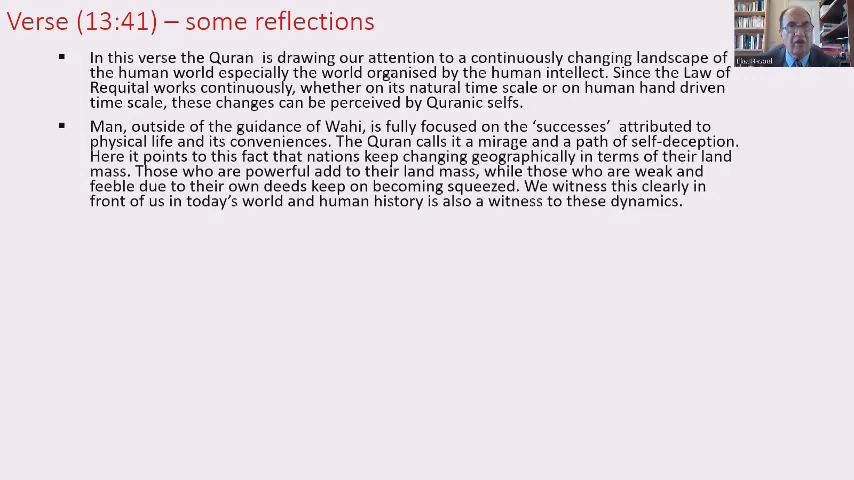 Verse (13:41) – some reflections
▪ In this verse the Quran is drawing our attention to a continuously changing landscape of
the human world especially the world organised by the human intellect. Since the Law of
Requital works continuously, whether on its natural time scale or on human hand driven
time scale, these changes can be perceived by Quranic selfs.
▪ Man, outside of the guidance of Wahi, is fully focused on the ‘successes’ attributed to
physical life and its conveniences. The Quran calls it a mirage and a path of self-deception.
Here it points to this fact that nations keep changing geographically in terms of their land
mass. Those who are powerful add to their land mass, while those who are weak and
feeble due to their own deeds keep on becoming squeezed. We witness this clearly in
front of us in today’s world and human history is also a witness to these dynamics.